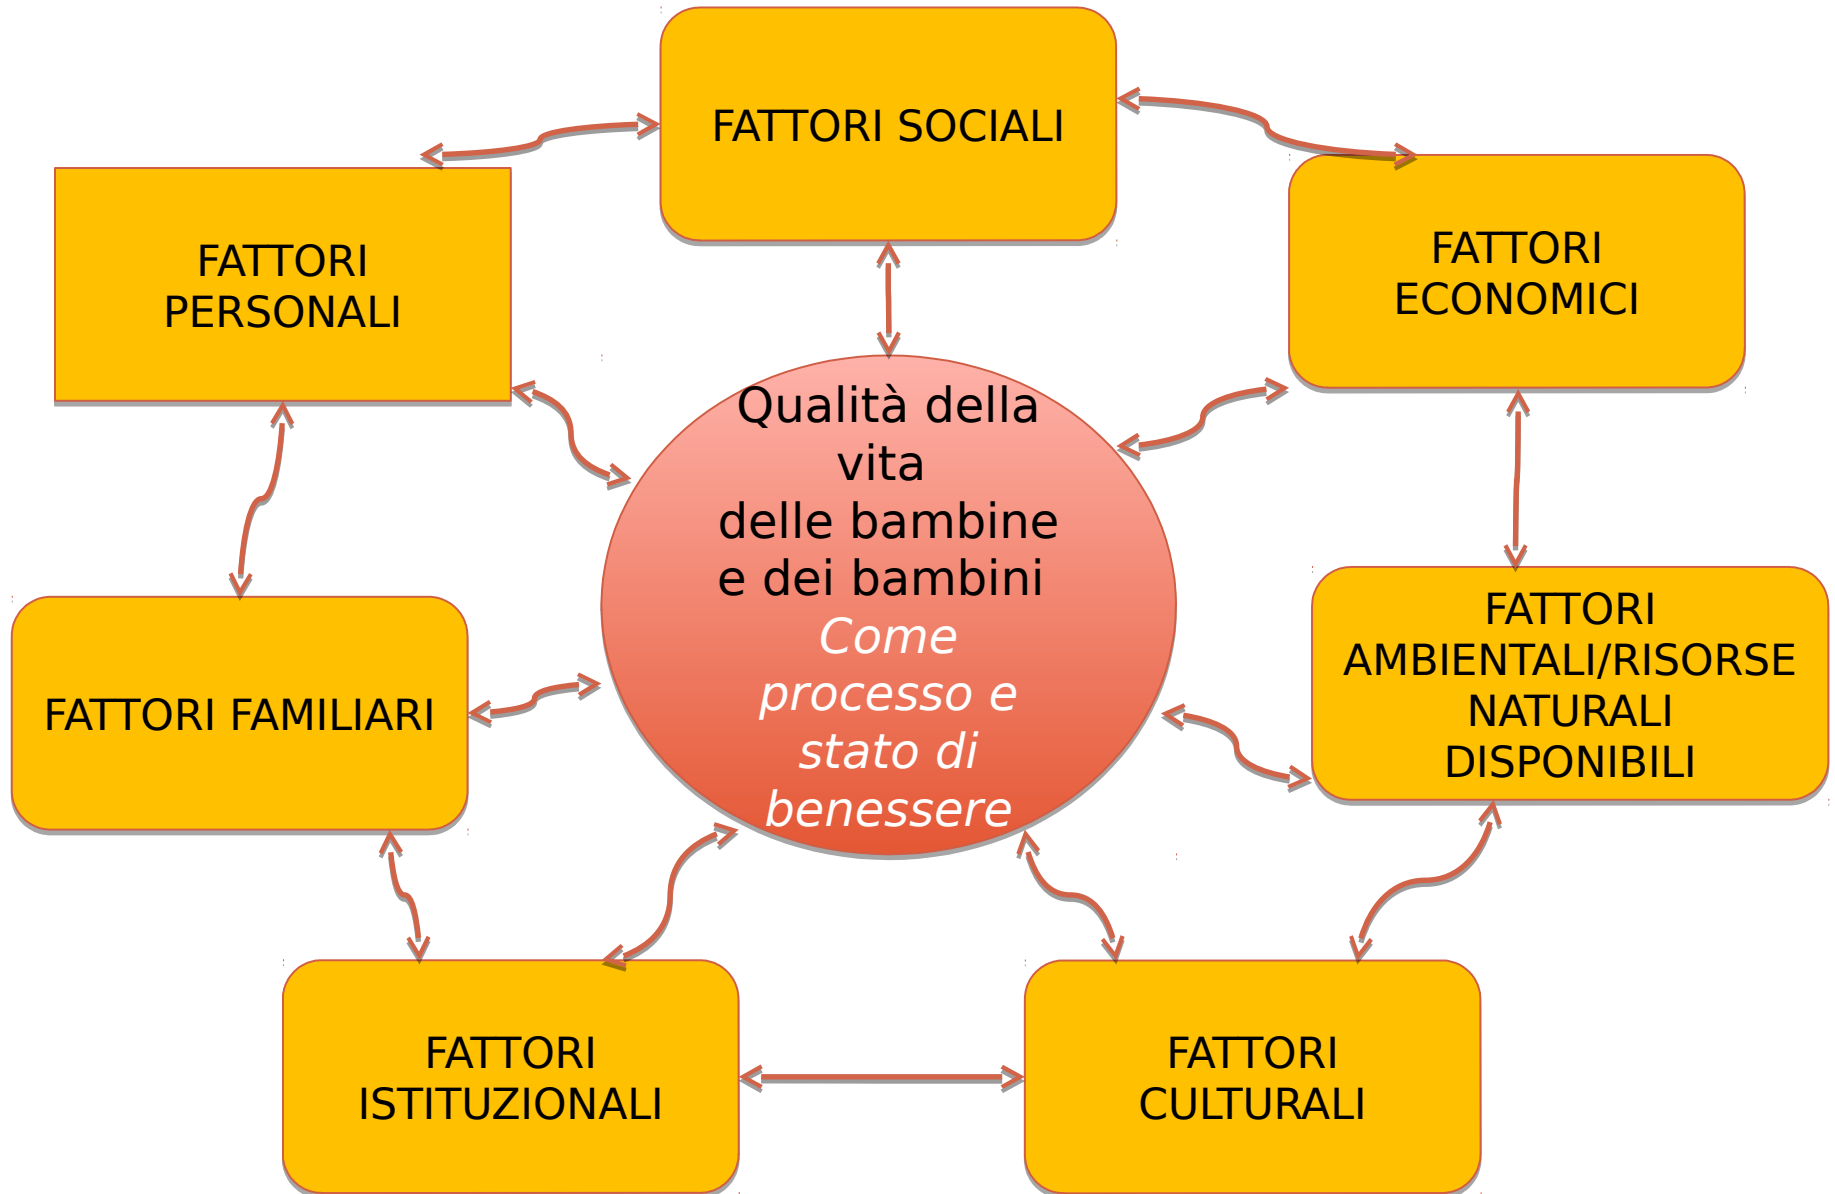 FATTORI SOCIALI
FATTORI
PERSONALI
FATTORI
ECONOMICI
Qualità della
vita
delle bambine
e dei bambini
Come
processo e
stato di
benessere
FATTORI FAMILIARI
FATTORI
AMBIENTALI/RISORSE
NATURALI
DISPONIBILI
FATTORI
ISTITUZIONALI
FATTORI
CULTURALI